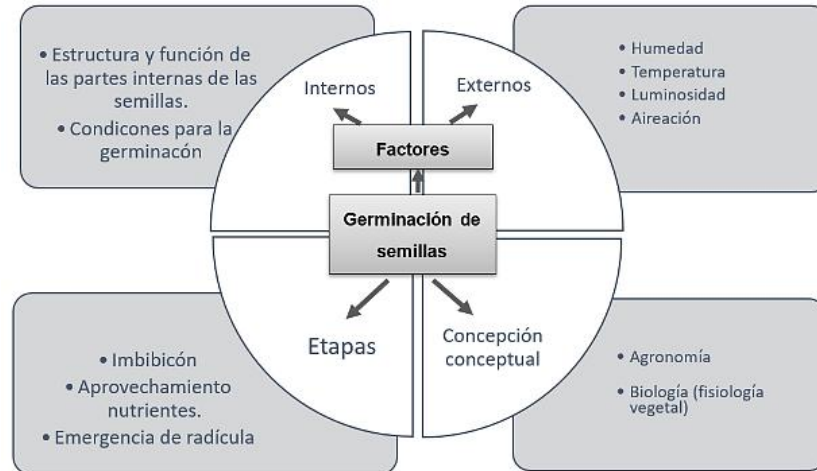 • Estructura y función de
las partes internas de las
semillas.
• Condicones para la
germinacón
Internos
Externos
• Humedad
• Temperatura
• Luminosidad
• Aireación
Factores
Germinación de
semillas
Etapas
Concepción
conceptual
• Imbibicón
• Aprovechamiento
nutrientes.
• Emergencia de radícula
• Agronomía
• Biología (fisiología
vegetal)